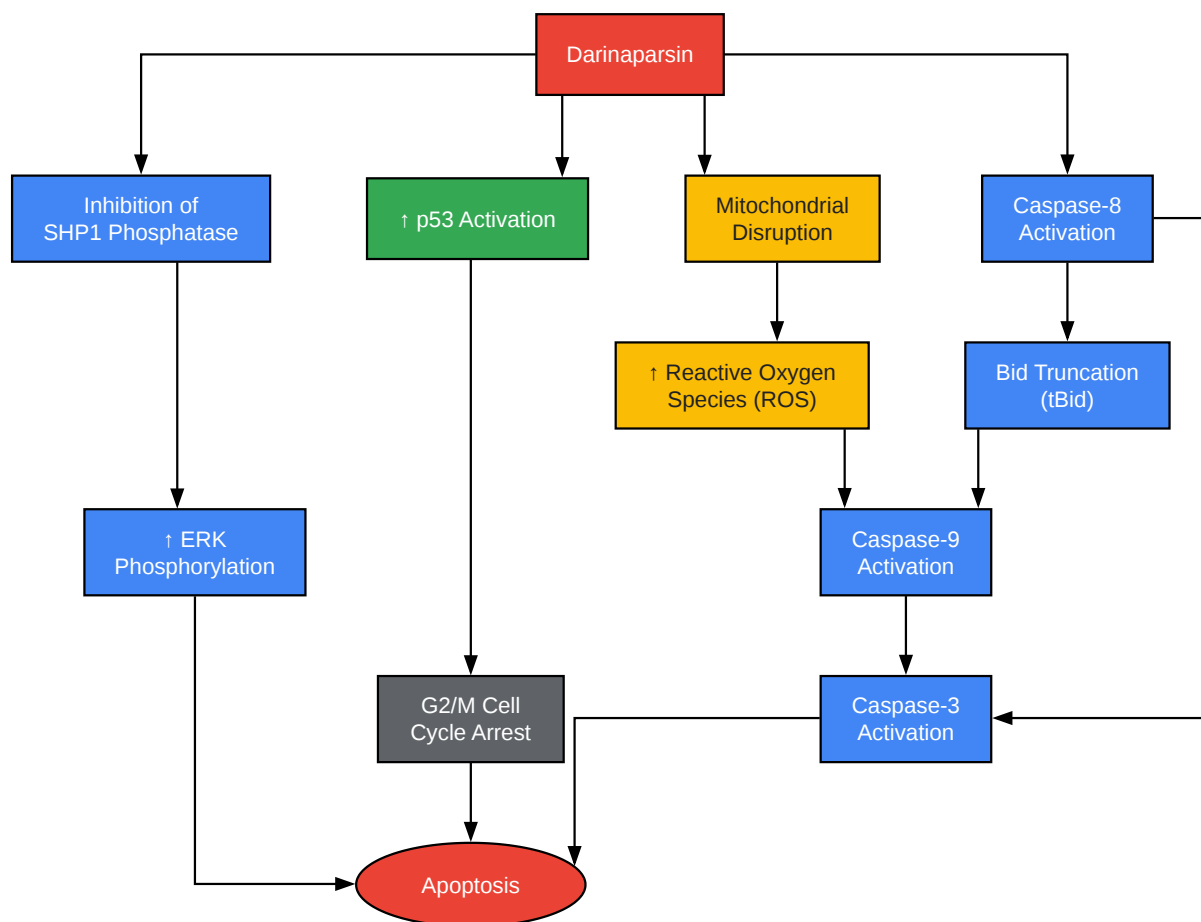 Darinaparsin
Inhibition of
SHP1 Phosphatase
↑ p53 Activation
Mitochondrial
Disruption
Caspase-8
Activation
↑ Reactive Oxygen
Species (ROS)
Bid Truncation
(tBid)
↑ ERK
Phosphorylation
Caspase-9
Activation
G2/M Cell
Cycle Arrest
Caspase-3
Activation
Apoptosis